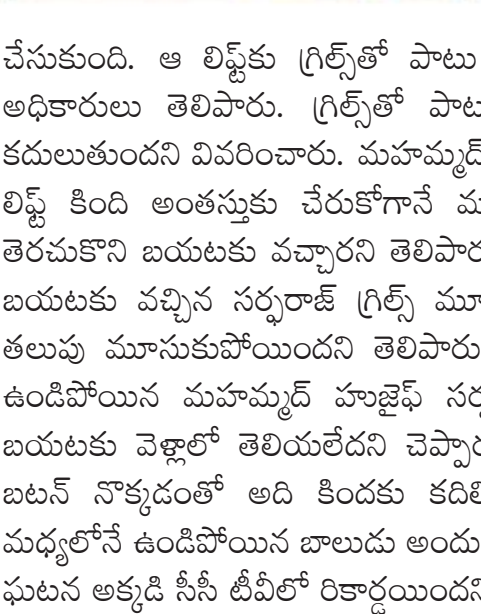 చేసుకుంది. ఆ లిఫ్ట్‌కు గ్రిల్స్‌తో పాటు
అధికారులు తెలిపారు. గ్రిల్స్‌తో పాట
కదులుతుందని వివరించారు. మహమ్మద్
లిఫ్ట్ కింది అంతస్తుకు చేరుకోగానే మ
తెరచుకొని బయటకు వచ్చారని తెలిపార
బయటకు వచ్చిన సర్ఫరాజ్ గ్రిల్స్ మూ
తలుపు మూసుకుపోయిందని తెలిపారు
ఉండిపోయిన మహమ్మద్ హుజైఫ్ సర్ఫ
బయటకు వెళ్లాలో తెలియలేదని చెప్పార
బటన్ నొక్కడంతో అది కిందకు కదిలి
మధ్యలోనే ఉండిపోయిన బాలుడు అందు
ఘటన అక్కడి సీసీ టీవీలో రికార్డయిందని